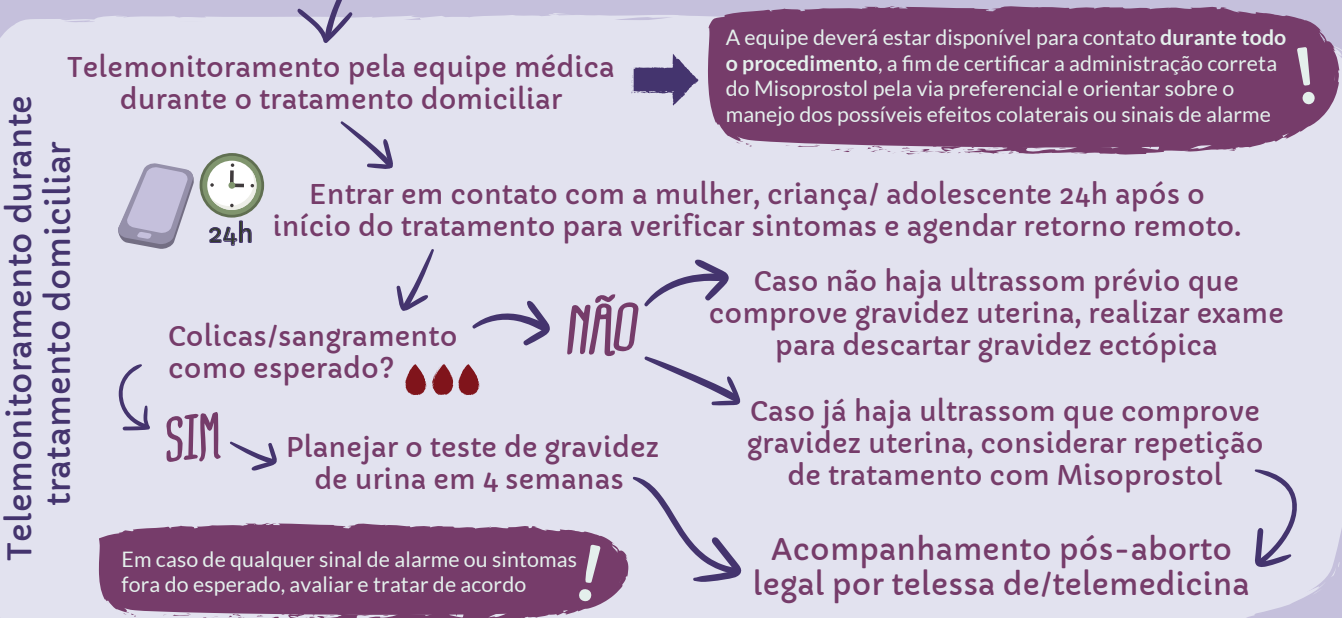 Telemonitoramento durante
tratamento domiciliar
Telemonitoramento pela equipe médica
durante o tratamento domiciliar
A equipe deverá estar disponível para contato durante todo
o procedimento, a fim de certificar a administração correta
do Misoprostol pela via preferencial e orientar sobre o
manejo dos possíveis efeitos colaterais ou sinais de alarme
!
24h
Entrar em contato com a mulher, criança/ adolescente 24h após o
início do tratamento para verificar sintomas e agendar retorno remoto.
Colicas/sangramento
como esperado?
NÃO
Caso não haja ultrassom prévio que
comprove gravidez uterina, realizar exame
para descartar gravidez ectópica
Caso já haja ultrassom que comprove
gravidez uterina, considerar repetição
de tratamento com Misoprostol
SIM
Planejar o teste de gravidez
de urina em 4 semanas
Em caso de qualquer sinal de alarme ou sintomas
fora do esperado, avaliar e tratar de acordo
!
Acompanhamento pós-aborto
legal por telessa de/telemedicina